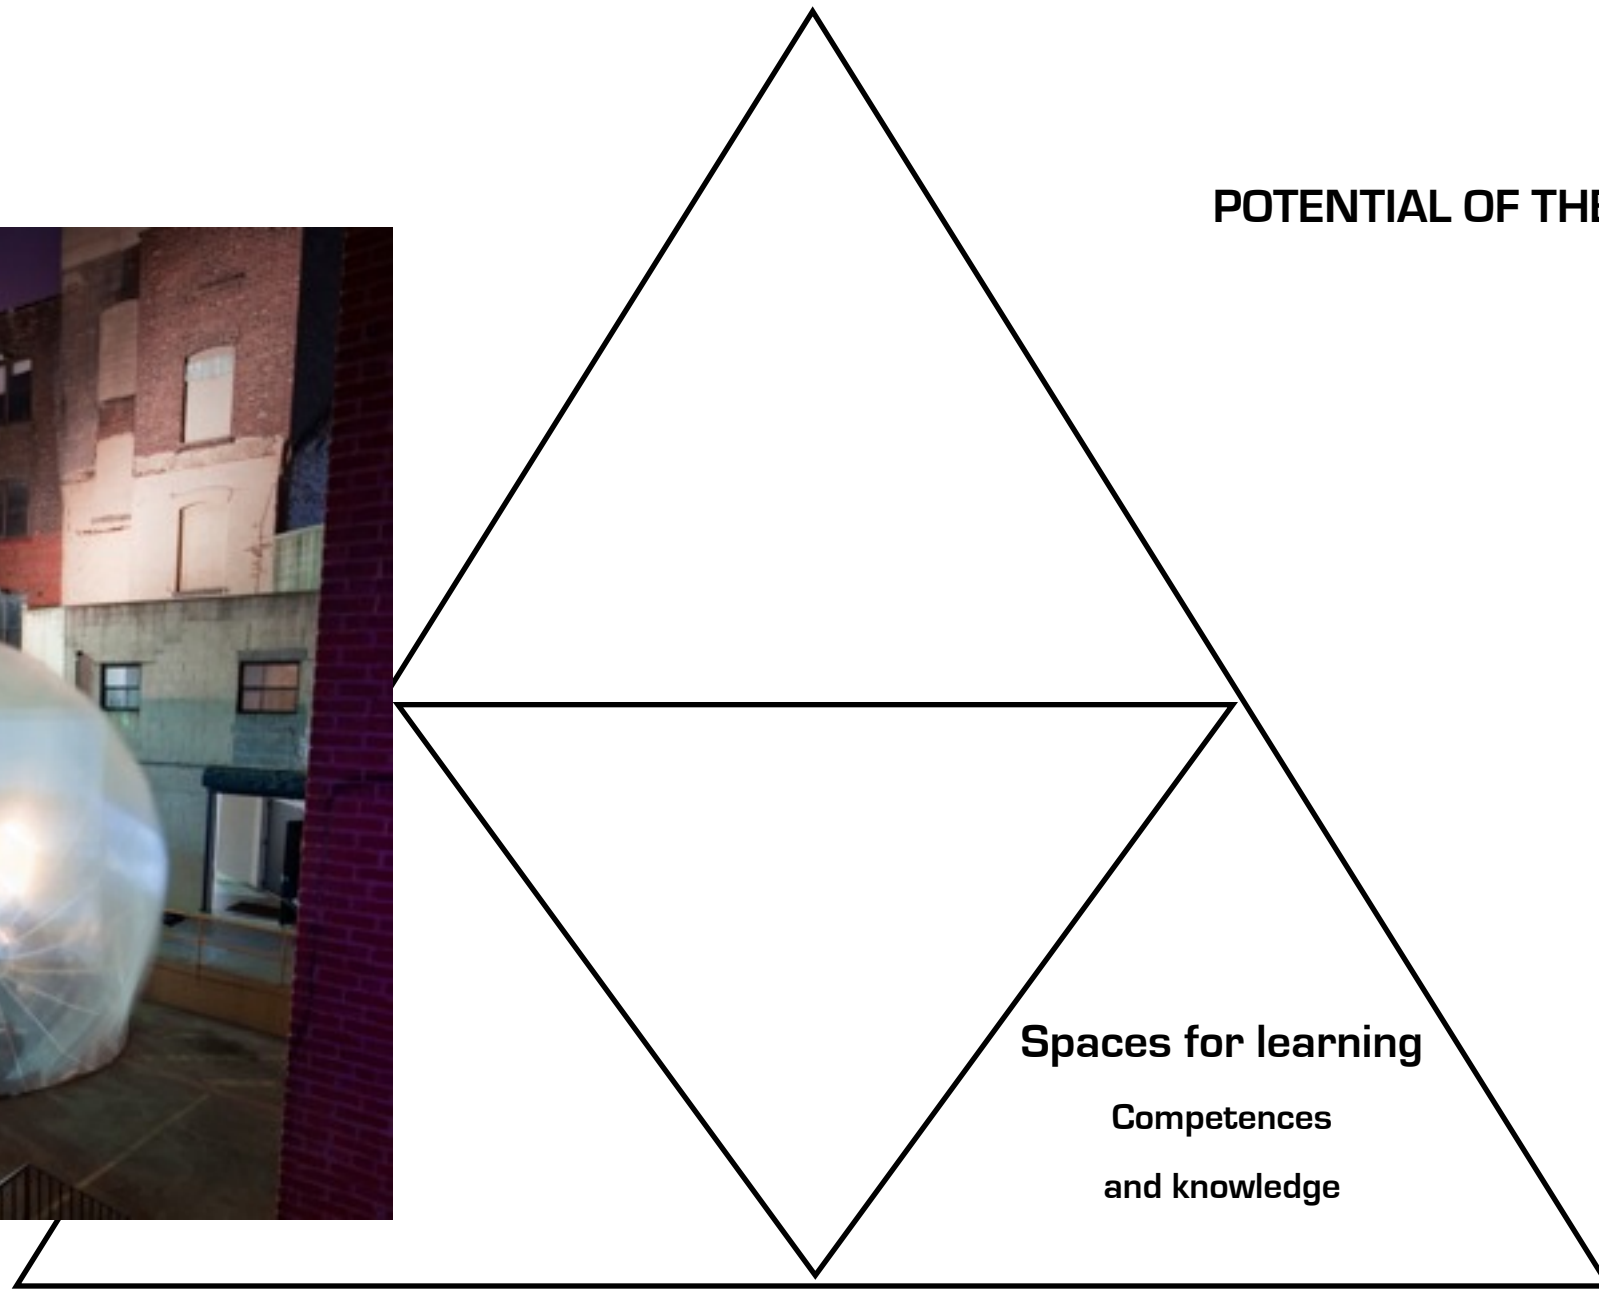 POTENTIAL OF THE
Spaces for learning
Competences
and knowledge